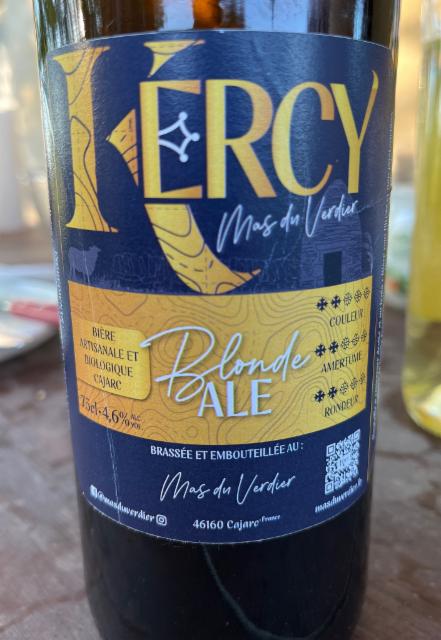 KÉRCY
Mas du Verdier
BIÈRE
ARTISANALE ET
BIOLOGIQUE
CAJARC
75cl·4,6% ALC. VOL.
Blonde
ALE
COULEUR
AMERTUME
RONDEUR
BRASSÉE ET EMBOUTEILLÉE AU :
Mas du Verdier
@masduverdier
46160 Cajarc-France
masduverdier.fr